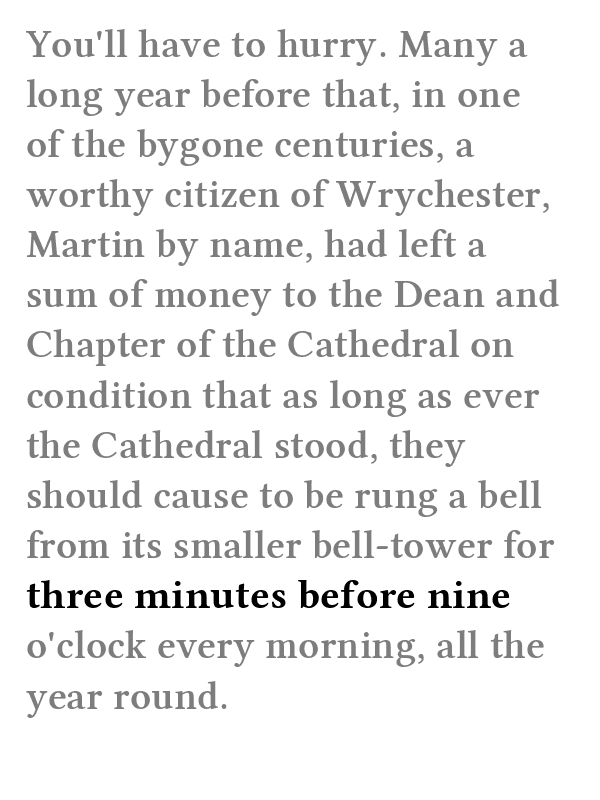 You'll have to hurry. Many a
long year before that, in one
of the bygone centuries, a
worthy citizen of Wrychester,
Martin by name, had left a
sum of money to the Dean and
Chapter of the Cathedral on
condition that as long as ever
the Cathedral stood, they
should cause to be rung a bell
from its smaller bell-tower for
three minutes before nine
o'clock every morning, all the
year round.